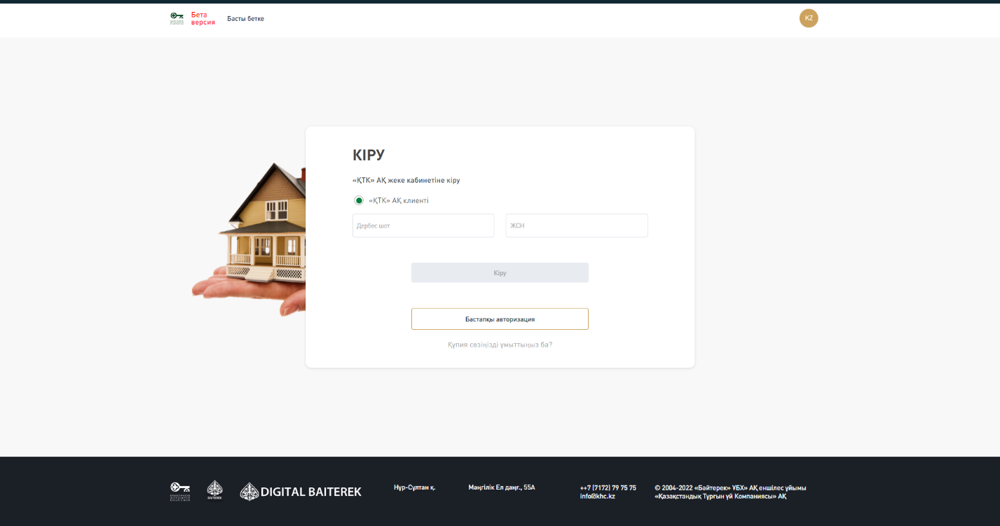 Бета
версия
Басты бетке
KZ
КІРУ
«ҚТК» АҚ жеке кабинетіне кіру
«ҚТК» АҚ клиенті
Дербес шот
ЖСН
Кіру
Бастапқы авторизация
Құпия сөзіңізді ұмыттыңыз ба?
BAITEREK
DIGITAL BAITEREK
Нұр-Сұлтан қ.
Мәңгілік Ел даңғ., 55А
++7 (7172) 79 75 75
info@khc.kz
© 2004-2022 «Бәйтерек» ҰБХ» АҚ еншілес ұйымы
«Қазақстандық Тұрғын үй Компаниясы» АҚ